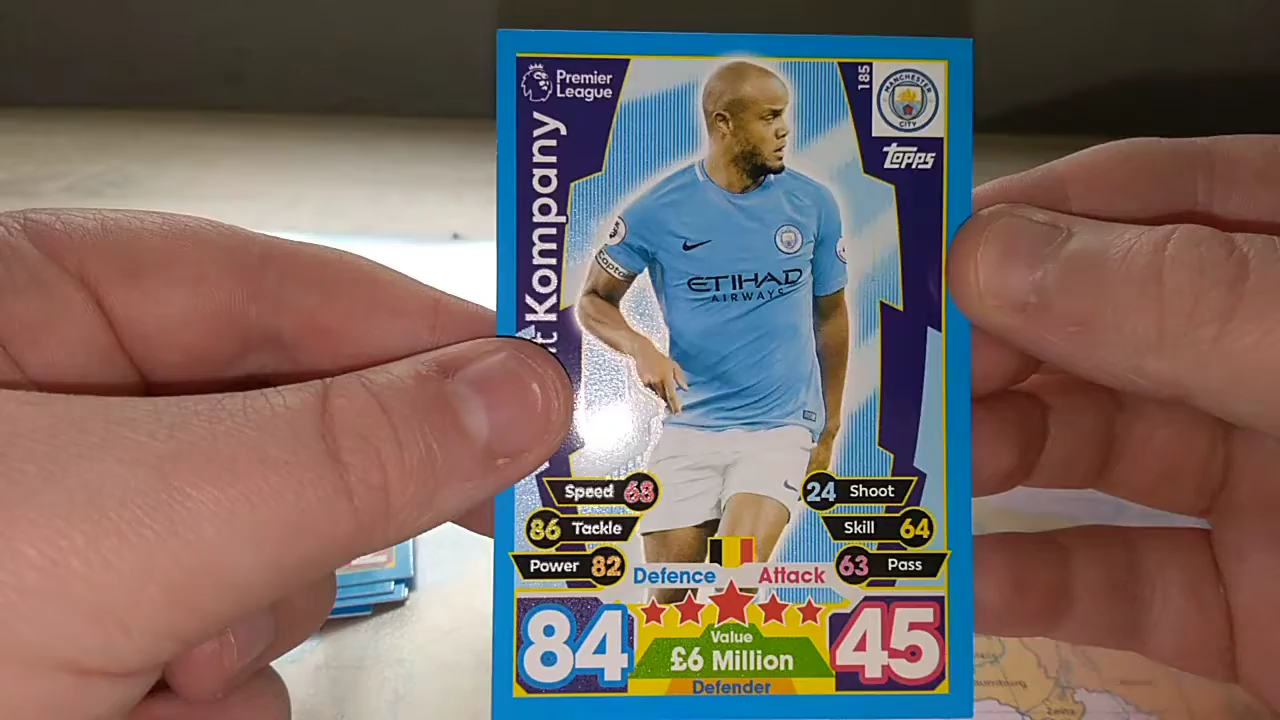 Premier
League
185
MANCHESTER
CITY
Topps
Kompany
Capta
ETIHAD
AIRWAYS
Speed 68
24 Shoot
86 Tackle
Skill 64
Power 82
63 Pass
Defence
Attack
84
45
Value
£6 Million
Defender